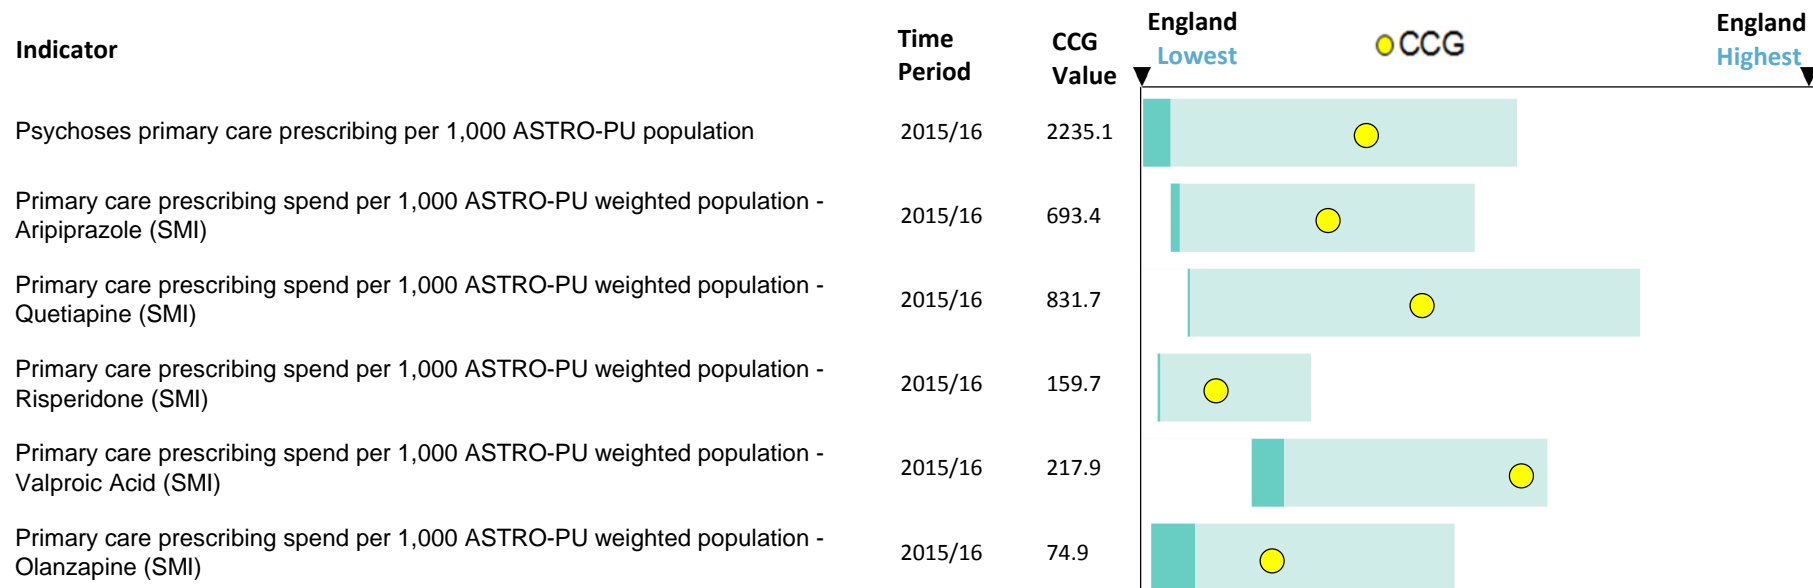 Indicator
Time
Period
CCG
Value
England
Lowest
CCG
England
Highest
Psychoses primary care prescribing per 1,000 ASTRO-PU population
2015/16
2235.1
Primary care prescribing spend per 1,000 ASTRO-PU weighted population -
Aripiprazole (SMI)
2015/16
693.4
Primary care prescribing spend per 1,000 ASTRO-PU weighted population -
Quetiapine (SMI)
2015/16
831.7
Primary care prescribing spend per 1,000 ASTRO-PU weighted population -
Risperidone (SMI)
2015/16
159.7
Primary care prescribing spend per 1,000 ASTRO-PU weighted population -
Valproic Acid (SMI)
2015/16
217.9
Primary care prescribing spend per 1,000 ASTRO-PU weighted population -
Olanzapine (SMI)
2015/16
74.9